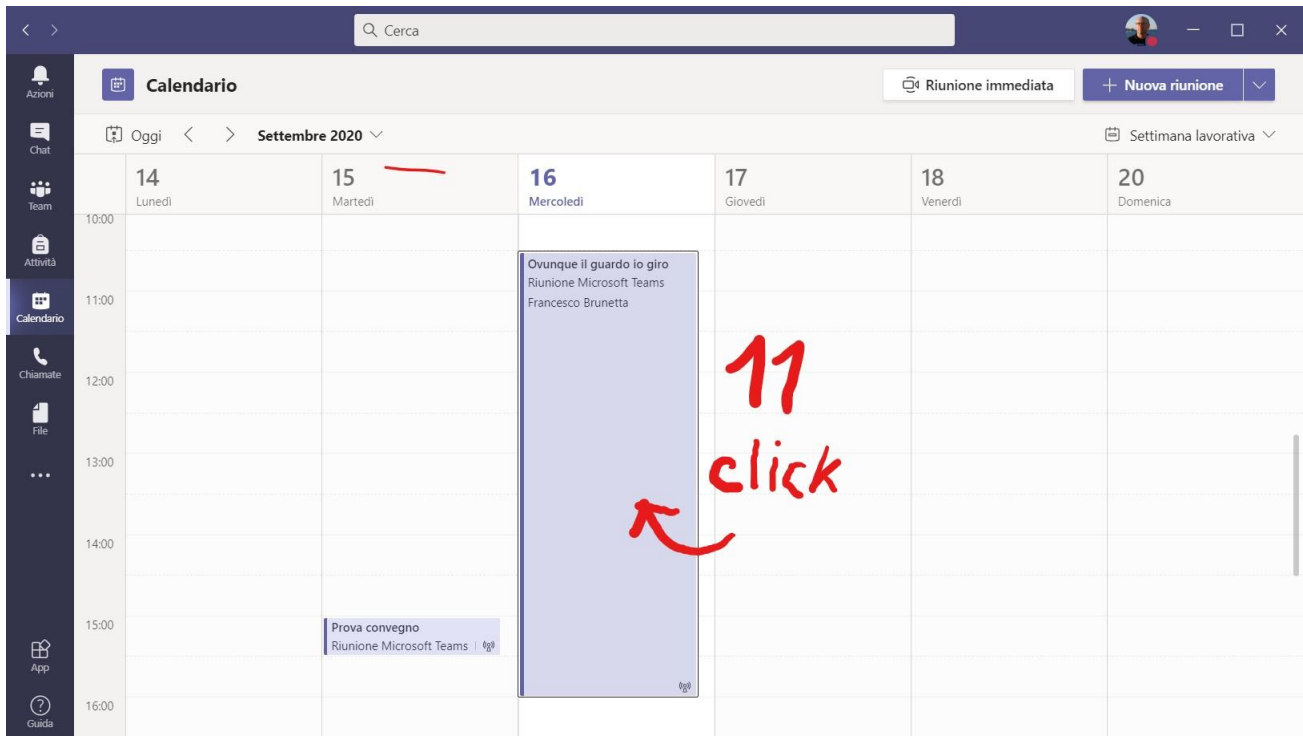 Cerca
Azioni
Calendario
Riunione immediata
+ Nuova riunione
Chat
Oggi
Settembre 2020
Settimana lavorativa
Team
14
Lunedì
15
Martedì
16
Mercoledì
17
Giovedì
18
Venerdì
20
Domenica
10:00
Attività
Ovunque il guardo io giro
Riunione Microsoft Teams
Francesco Brunetta
11:00
Calendario
11
click
Chiamate
12:00
File
13:00
14:00
15:00
Prova convegno
Riunione Microsoft Teams
App
16:00
Guida